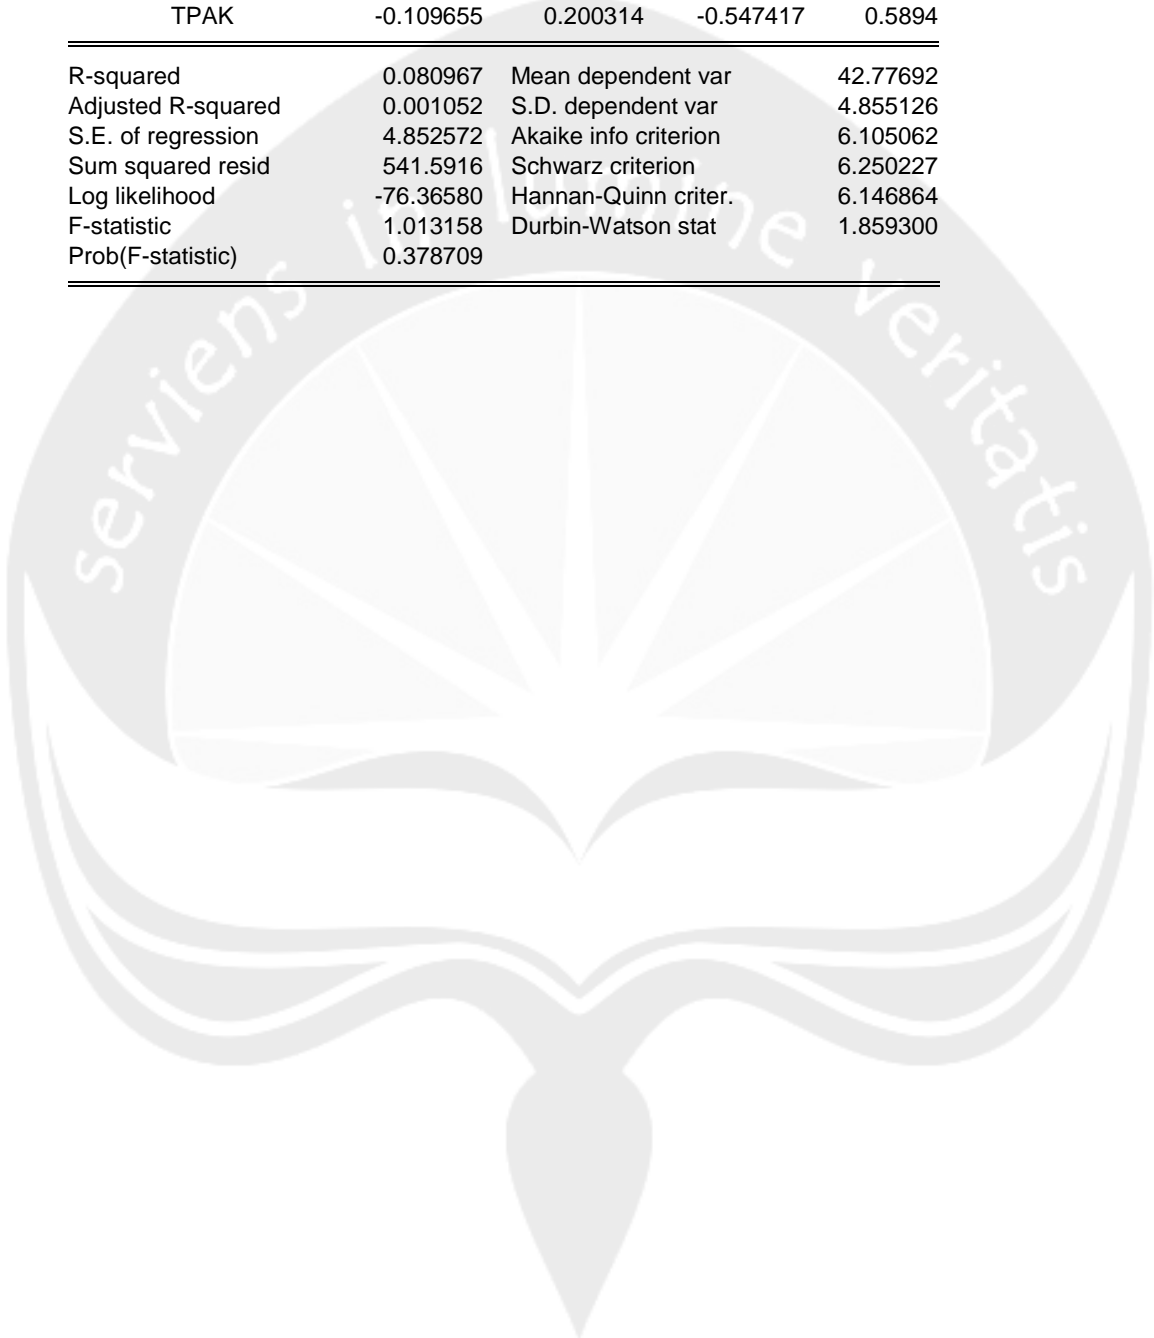 TPAK -0.109655 0.200314 -0.547417 0.5894
R-squared 0.080967 Mean dependent var 42.77692
Adjusted R-squared 0.001052 S.D. dependent var 4.855126
S.E. of regression 4.852572 Akaike info criterion 6.105062
Sum squared resid 541.5916 Schwarz criterion 6.250227
Log likelihood -76.36580 Hannan-Quinn criter. 6.146864
F-statistic 1.013158 Durbin-Watson stat 1.859300
Prob(F-statistic) 0.378709
serviens in lumine veritatis